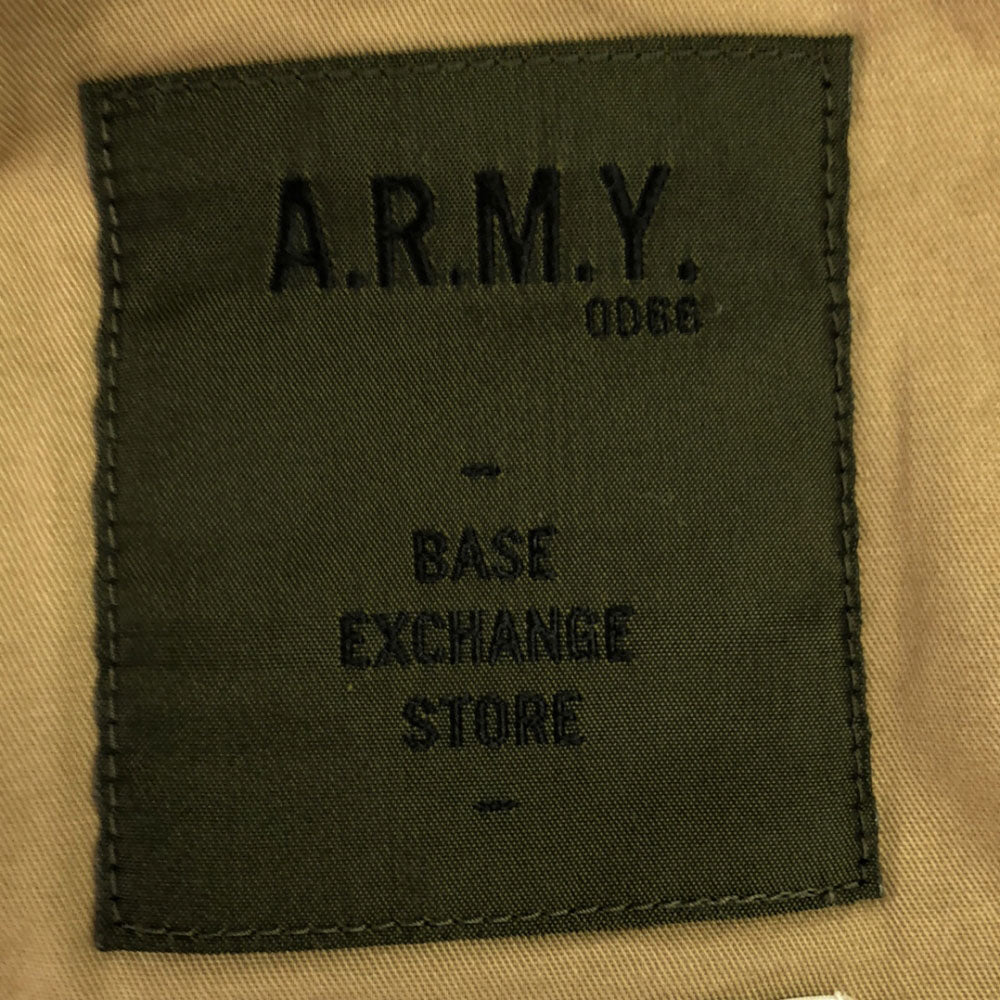 A.R.M.Y.
OD66
-
BASE
EXCHANGE
STORE
-